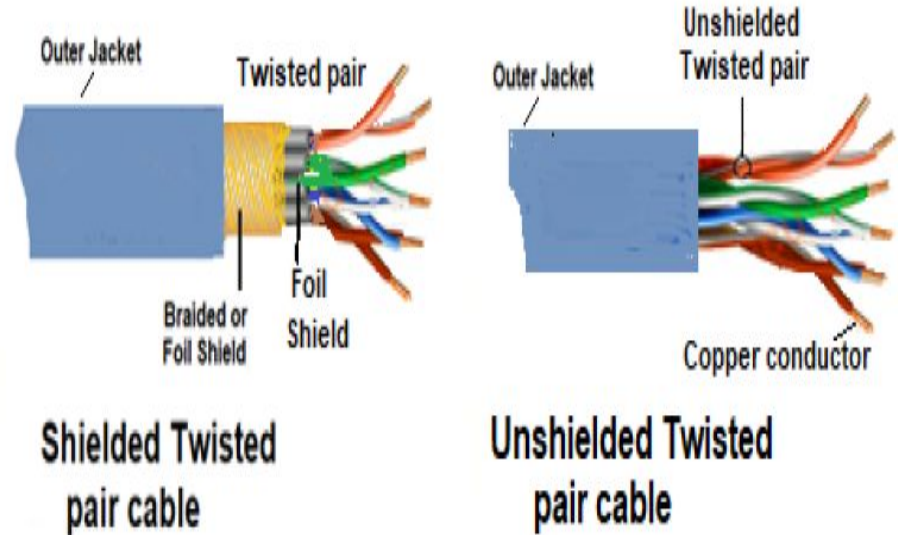 Outer Jacket
Twisted pair
Braided or
Foil Shield
Foil
Shield
Shielded Twisted
pair cable
Unshielded
Twisted pair
Outer Jacket
Copper conductor
Unshielded Twisted
pair cable